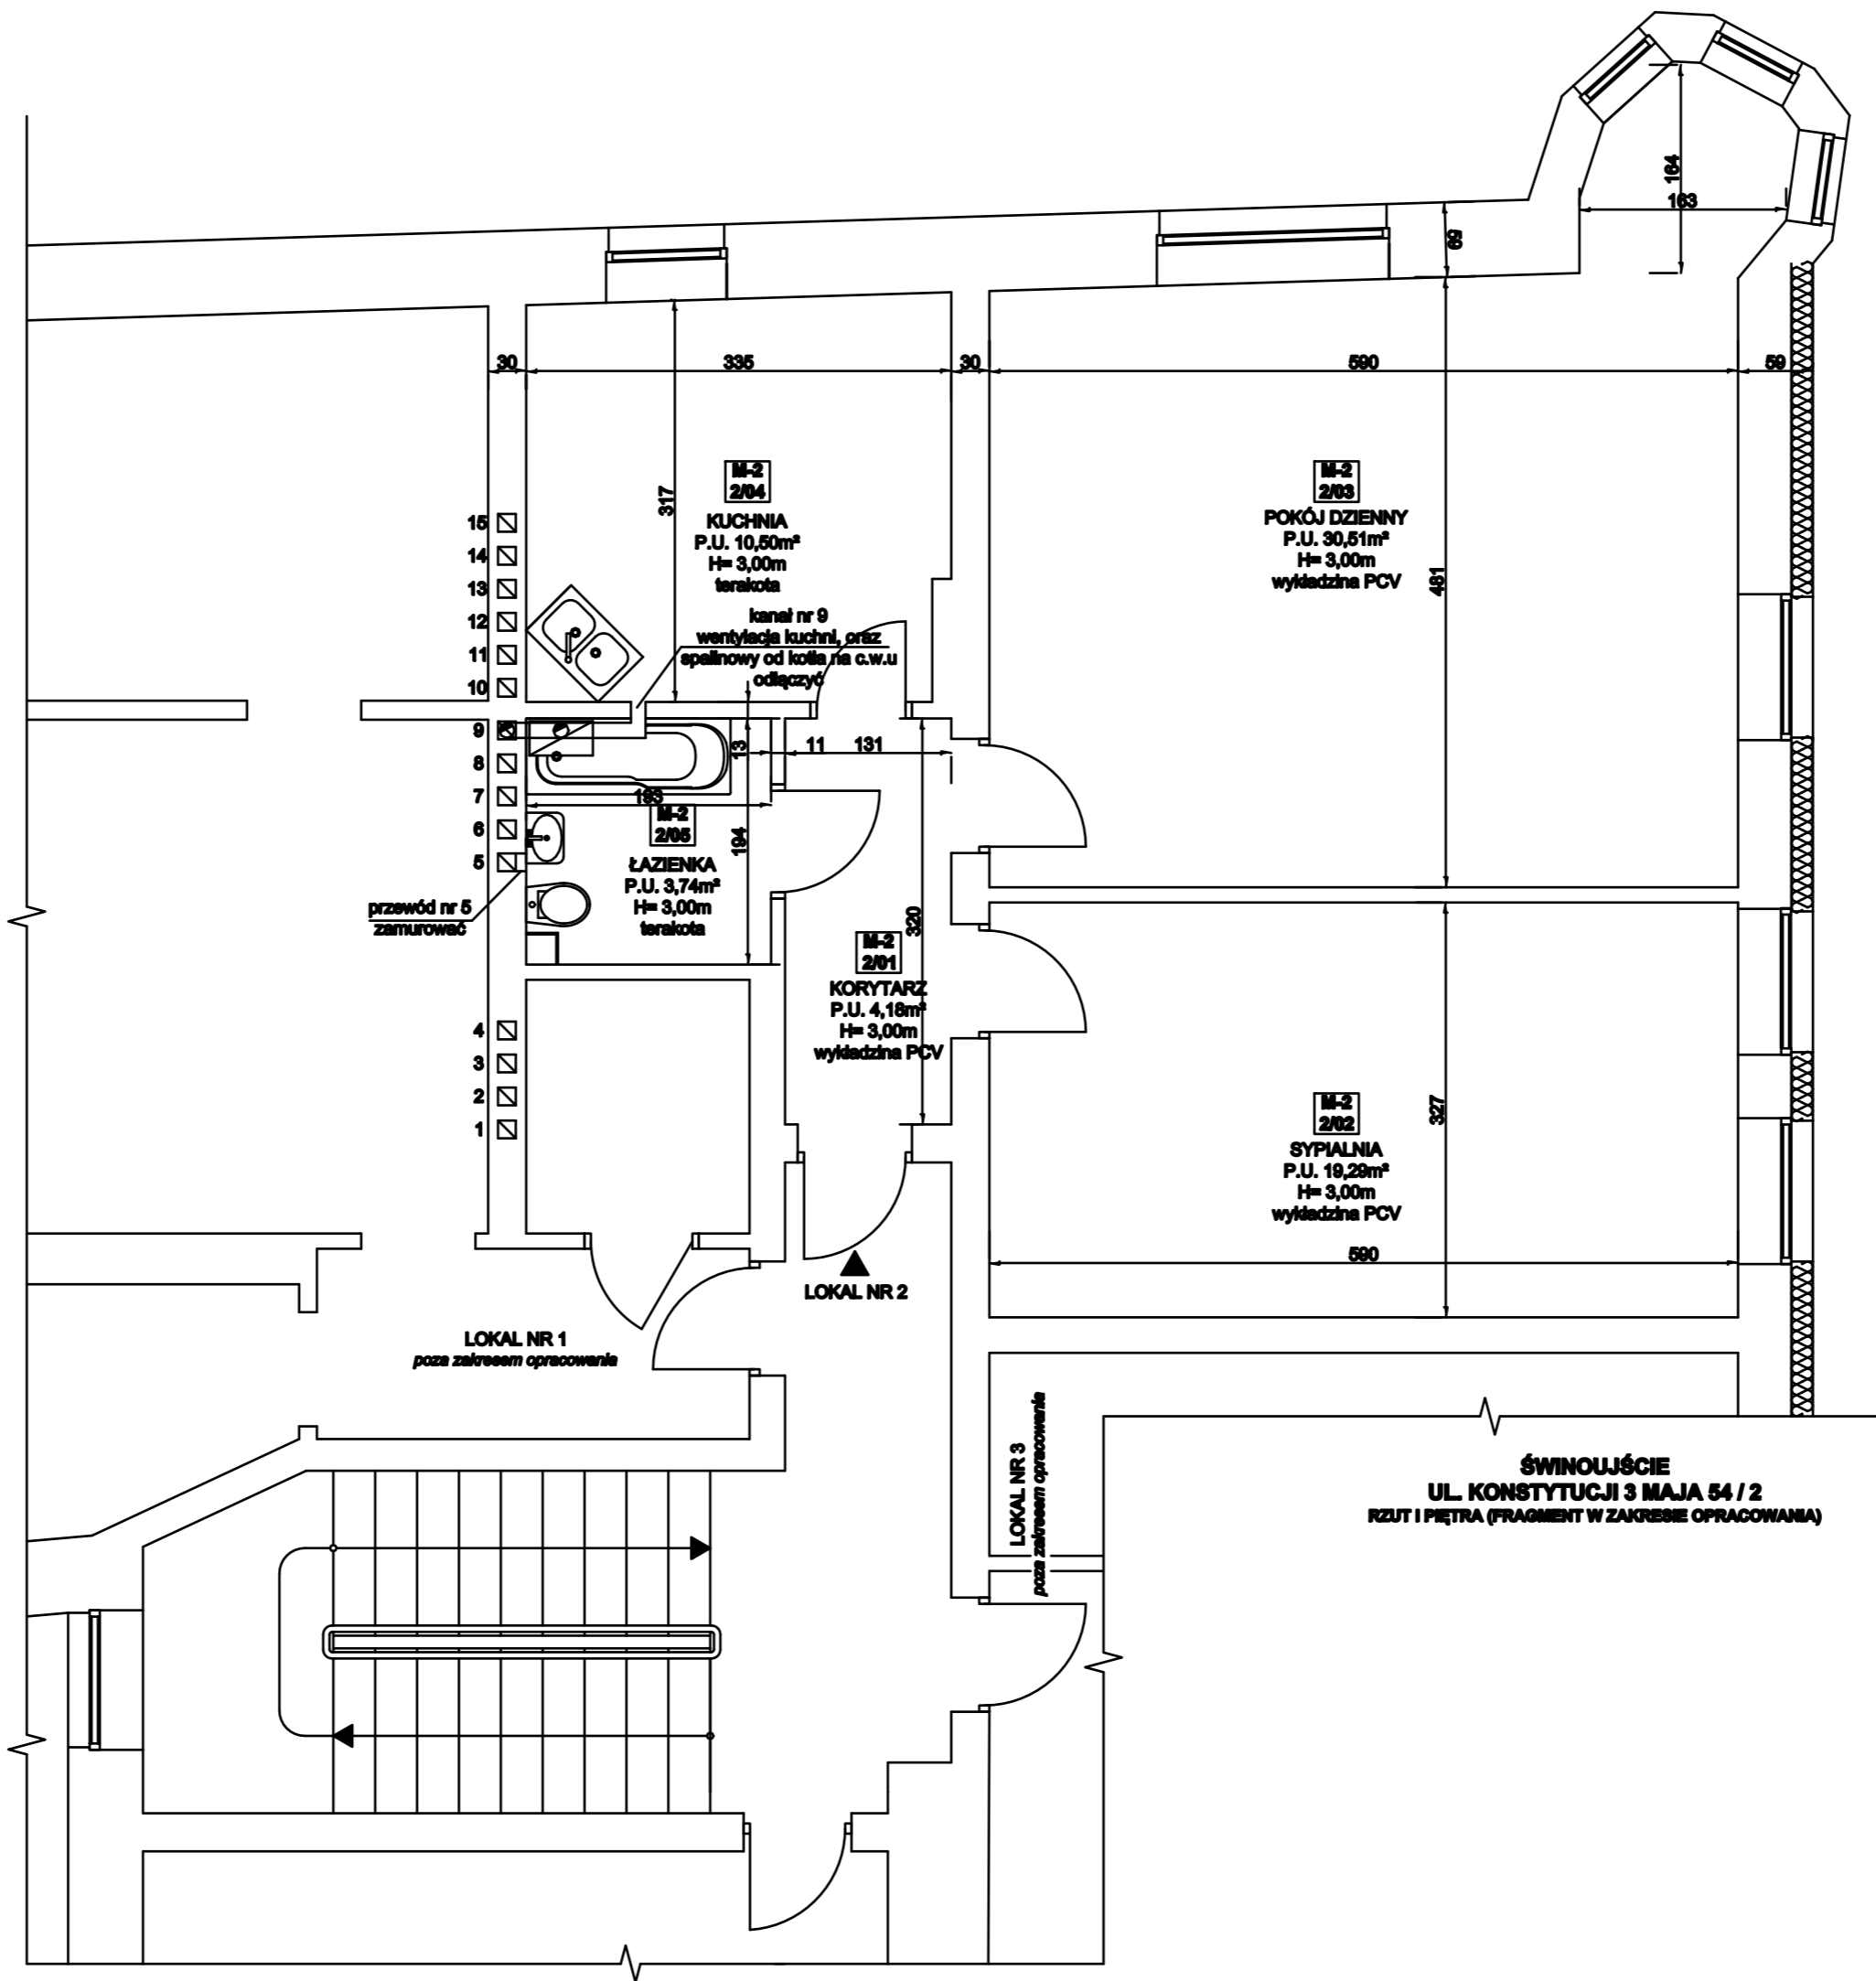 164
163
69
30
335
30
590
59
M-2
2/04
KUCHNIA
P.U. 10,50m²
H= 3,00m
terakota
317
M-2
2/03
POKÓJ DZIENNY
P.U. 30,51m²
H= 3,00m
wykładzina PCV
481
15
14
13
12
11
10
9
8
7
6
5
4
3
2
1
kanał nr 9
wentylacja kuchni, oraz
spalinowy od kotła na c.w.u
odłączyć
13
11
131
193
M-2
2/05
ŁAZIENKA
P.U. 3,74m²
H= 3,00m
terakota
194
przewód nr 5
zamurować
320
M-2
2/01
KORYTARZ
P.U. 4,18m²
H= 3,00m
wykładzina PCV
M-2
2/02
SYPIALNIA
P.U. 19,29m²
H= 3,00m
wykładzina PCV
327
590
LOKAL NR 2
LOKAL NR 1
poza zakresem opracowania
LOKAL NR 3
poza zakresem opracowania
ŚWINOUJŚCIE
UL. KONSTYTUCJI 3 MAJA 54 / 2
RZUT I PIĘTRA (FRAGMENT W ZAKRESIE OPRACOWANIA)